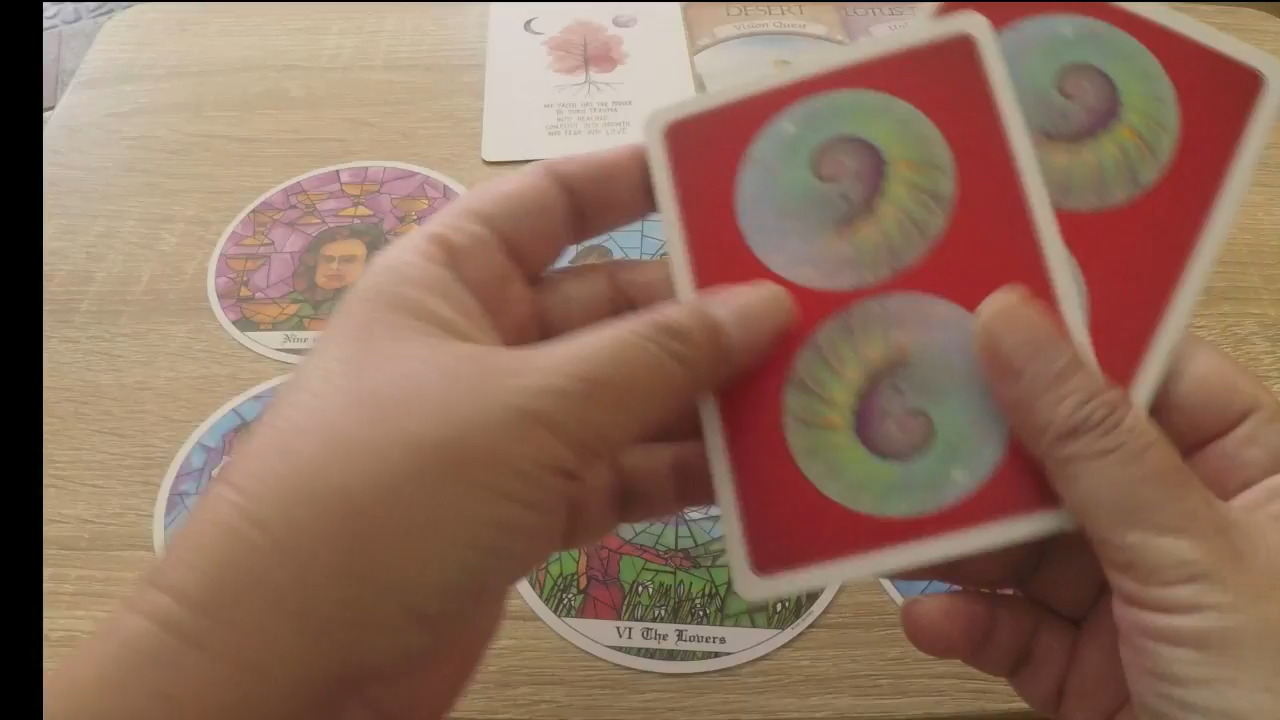 DESERT
Vision Quest
LOTUS
MY FAITH HAS THE POWER
TO TURN TRAUMA
INTO HEALING
CONFLICT INTO GROWTH
AND FEAR INTO LOVE
Nine
VI The Lovers